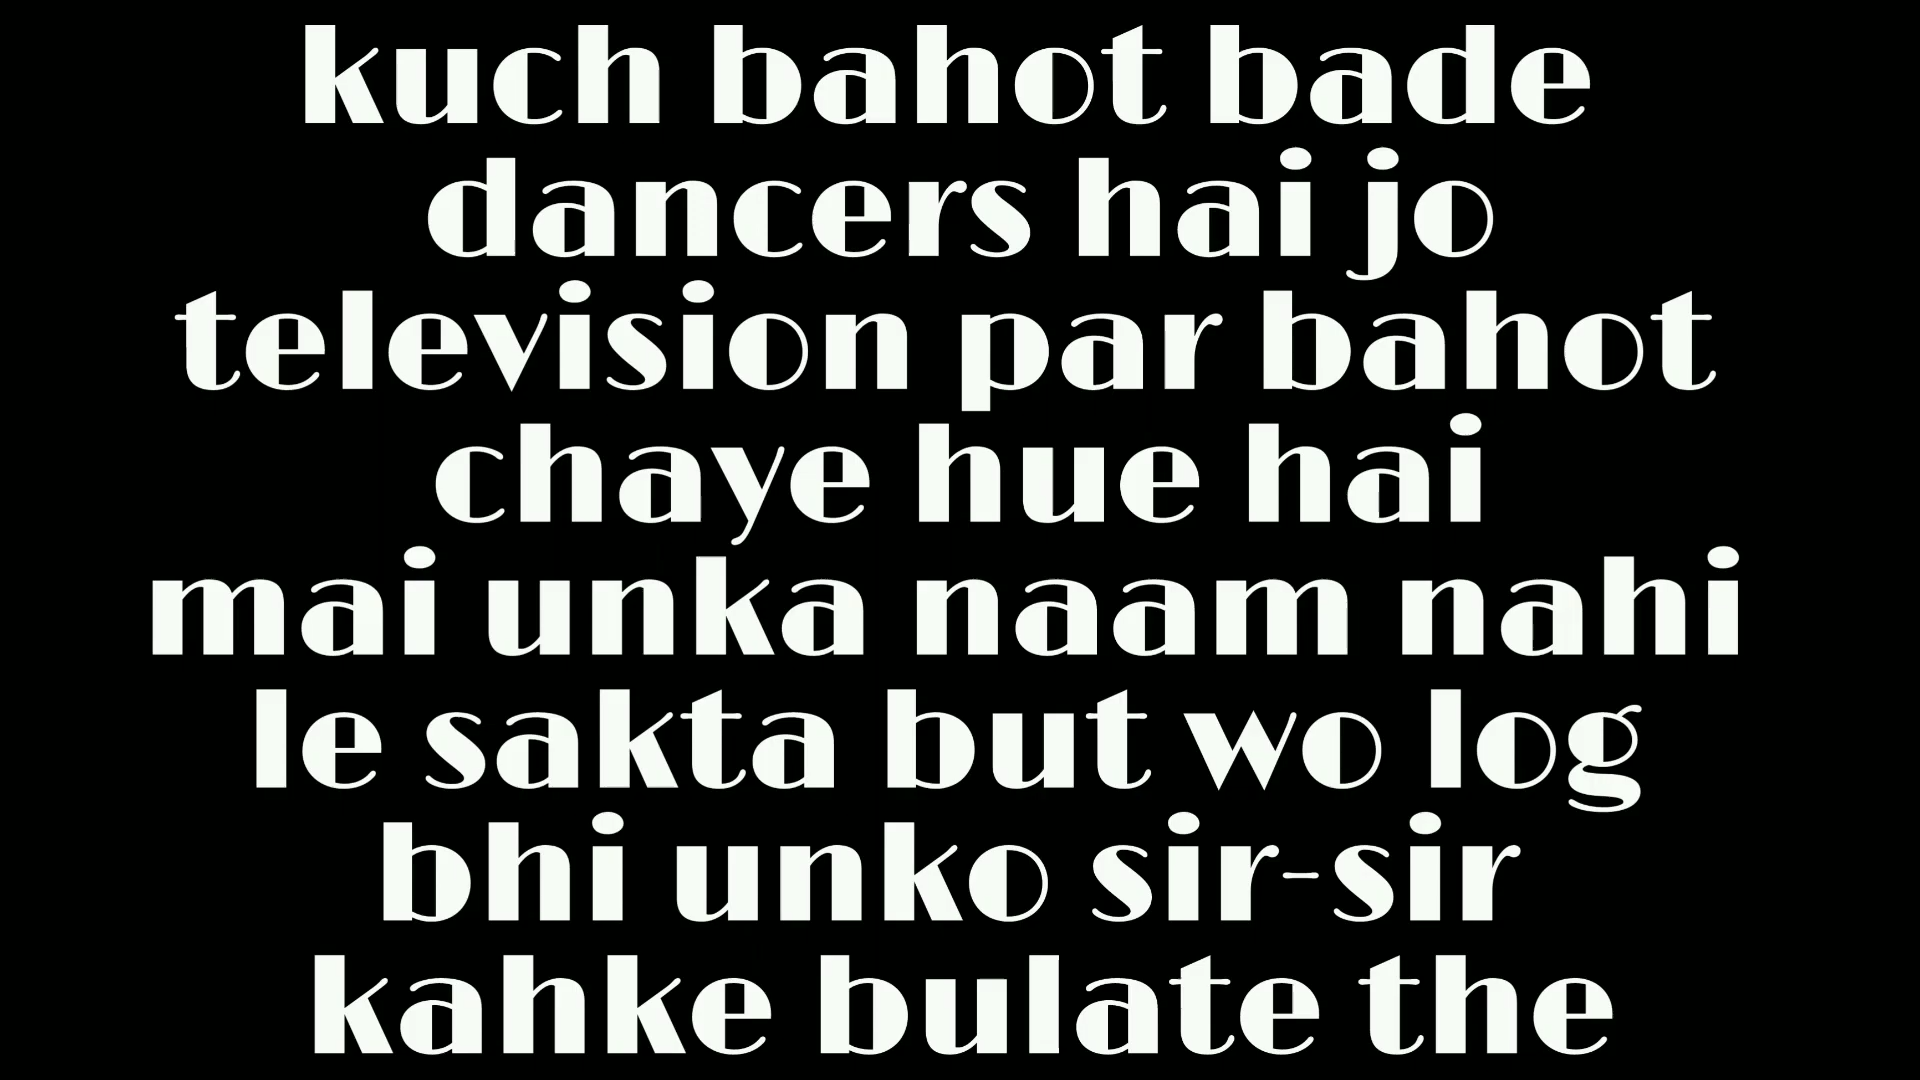 kuch bahot bade
dancers hai jo
television par bahot
chaye hue hai
mai unka naam nahi
le sakta but wo log
bhi unko sir-sir
kahke bulate the